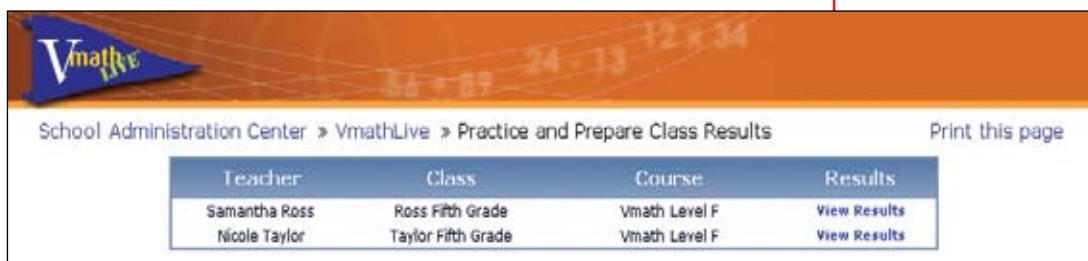 Vmath LIVE
56 + 89 24 - 13 12 x 34
School Administration Center » VmathLive » Practice and Prepare Class Results Print this page
Teacher Class Course Results
Samantha Ross Ross Fifth Grade Vmath Level F View Results
Nicole Taylor Taylor Fifth Grade Vmath Level F View Results